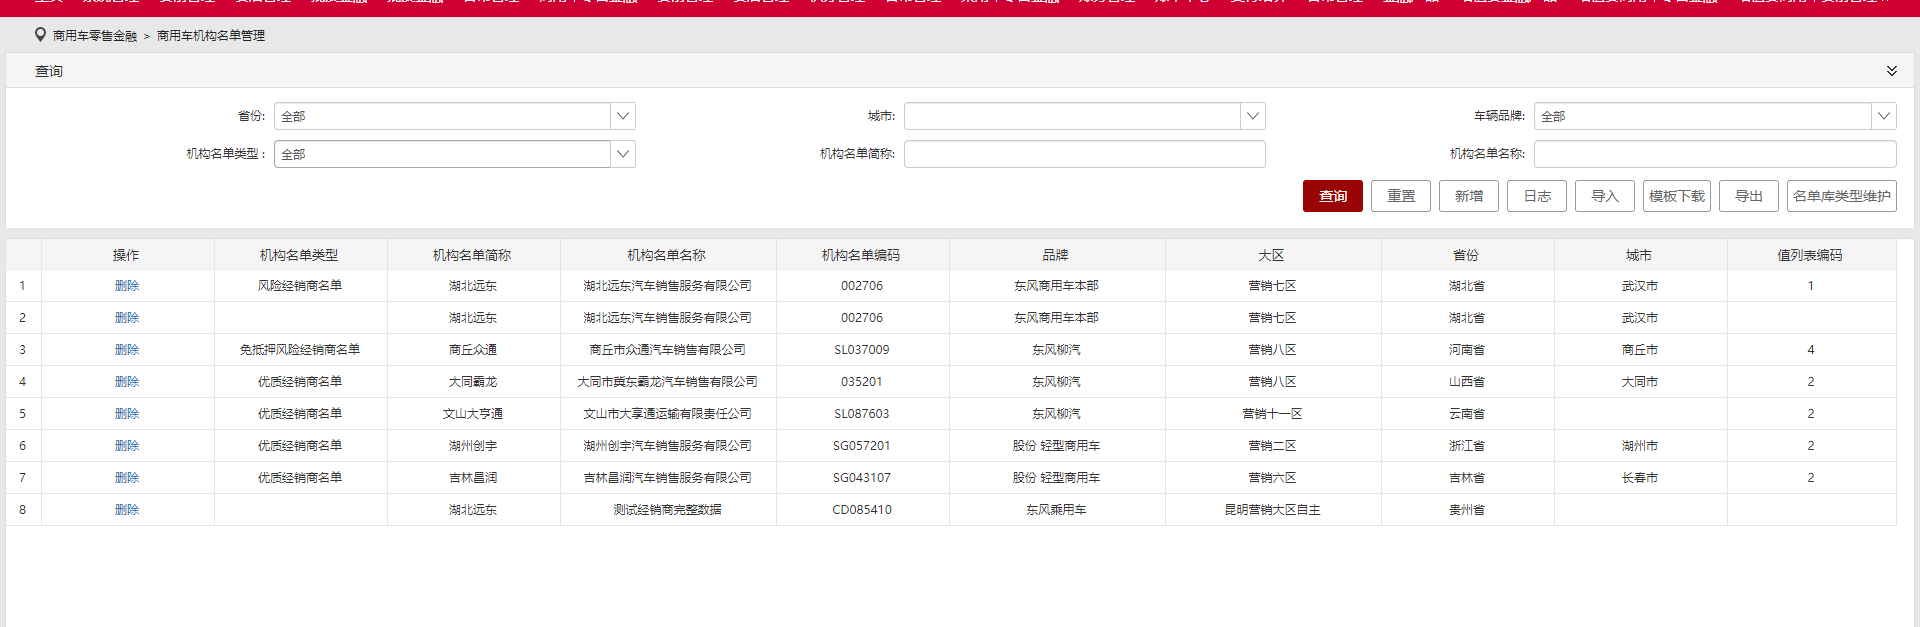 商用车零售金融 > 商用车机构名单管理
查询
省份: 全部 城市: 车辆品牌: 全部
机构名单类型 : 全部 机构名单简称: 机构名单名称:
查询 重置 新增 日志 导入 模板下载 导出 名单库类型维护
操作 机构名单类型 机构名单简称 机构名单名称 机构名单编码 品牌 大区 省份 城市 值列表编码
1 删除 风险经销商名单 湖北远东 湖北远东汽车销售服务有限公司 002706 东风商用车本部 营销七区 湖北省 武汉市 1
2 删除 湖北远东 湖北远东汽车销售服务有限公司 002706 东风商用车本部 营销七区 湖北省 武汉市
3 删除 免抵押风险经销商名单 商丘众通 商丘市众通汽车销售有限公司 SL037009 东风柳汽 营销八区 河南省 商丘市 4
4 删除 优质经销商名单 大同霸龙 大同市冀东霸龙汽车销售有限公司 035201 东风柳汽 营销八区 山西省 大同市 2
5 删除 优质经销商名单 文山大亨通 文山市大享通运输有限责任公司 SL087603 东风柳汽 营销十一区 云南省 2
6 删除 优质经销商名单 湖州创宇 湖州创宇汽车销售服务有限公司 SG057201 股份 轻型商用车 营销二区 浙江省 湖州市 2
7 删除 优质经销商名单 吉林昌润 吉林昌润汽车销售服务有限公司 SG043107 股份 轻型商用车 营销六区 吉林省 长春市 2
8 删除 湖北远东 测试经销商完整数据 CD085410 东风乘用车 昆明营销大区自主 贵州省